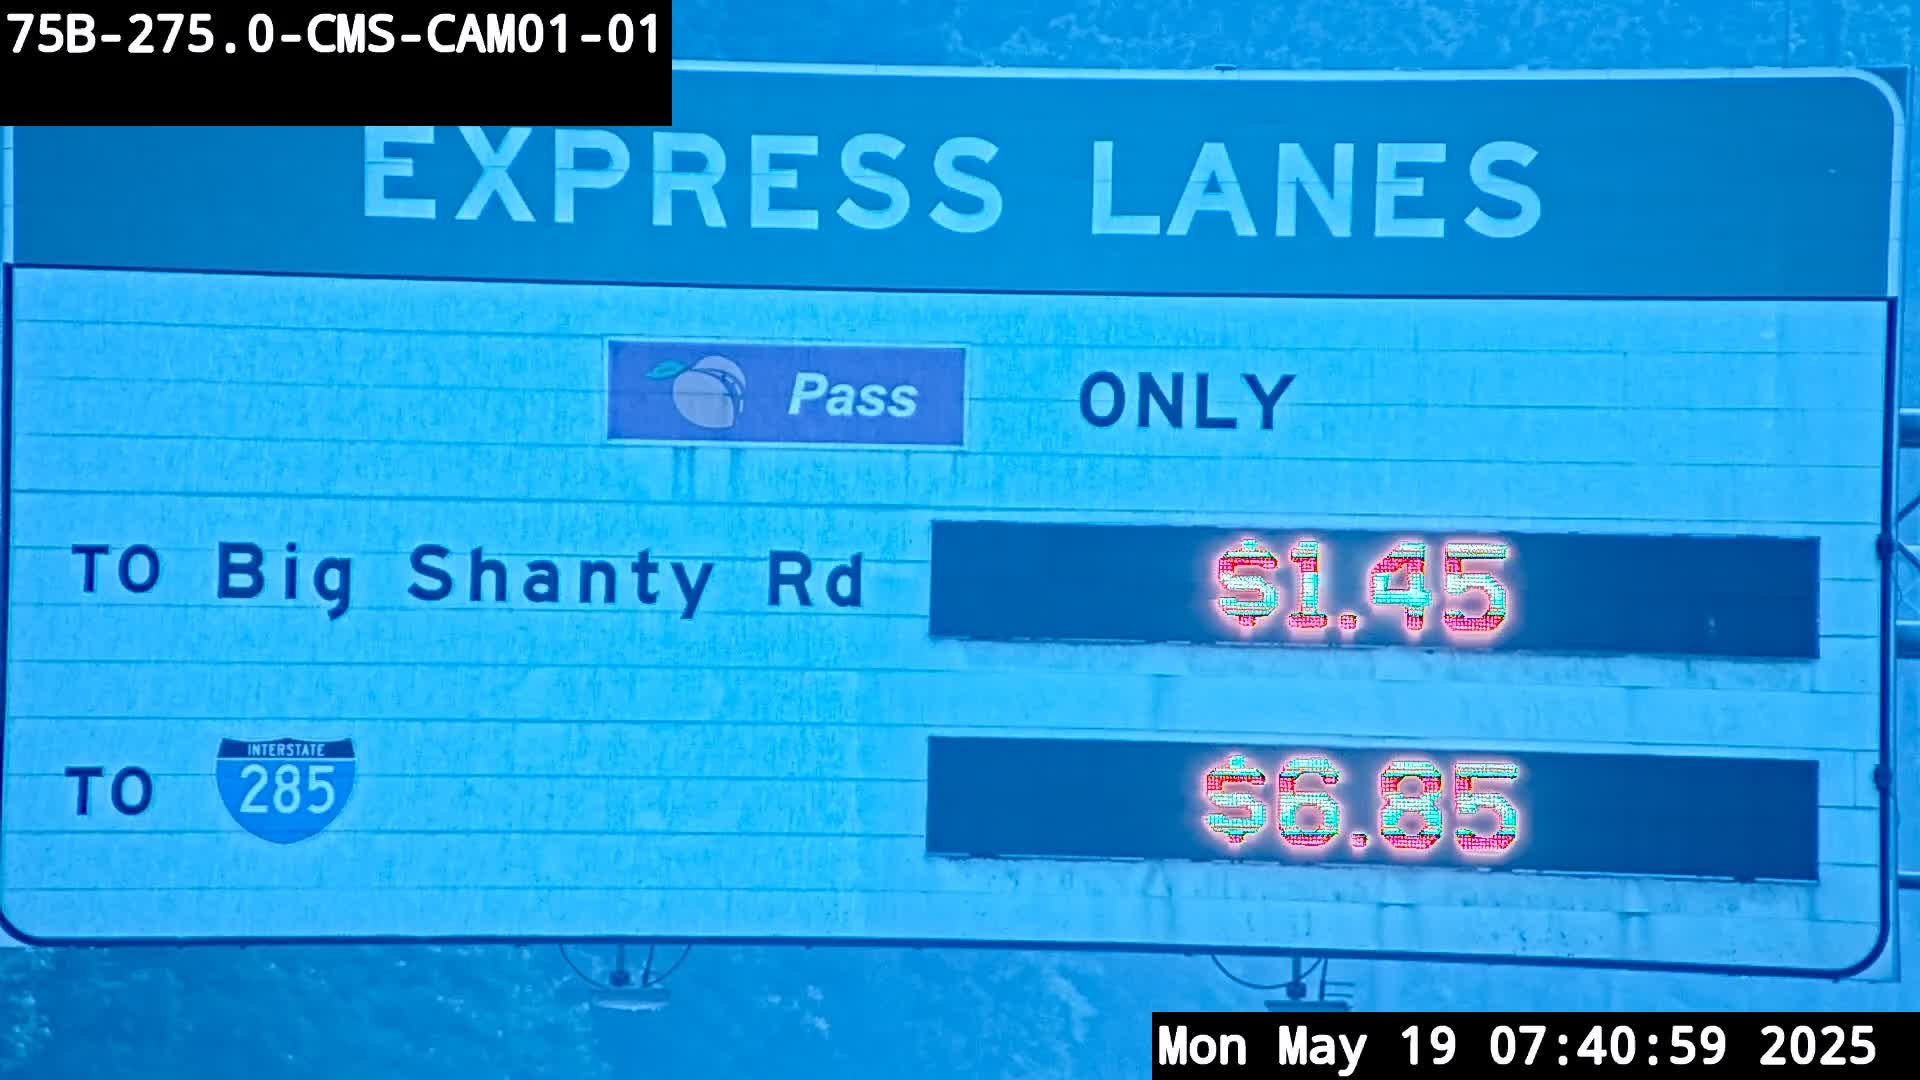 75B-275.0-CMS-CAM01-01
EXPRESS LANES
Pass ONLY
TO Big Shanty Rd $1.45
INTERSTATE
TO 285 $6.85
Mon May 19 07:40:59 2025